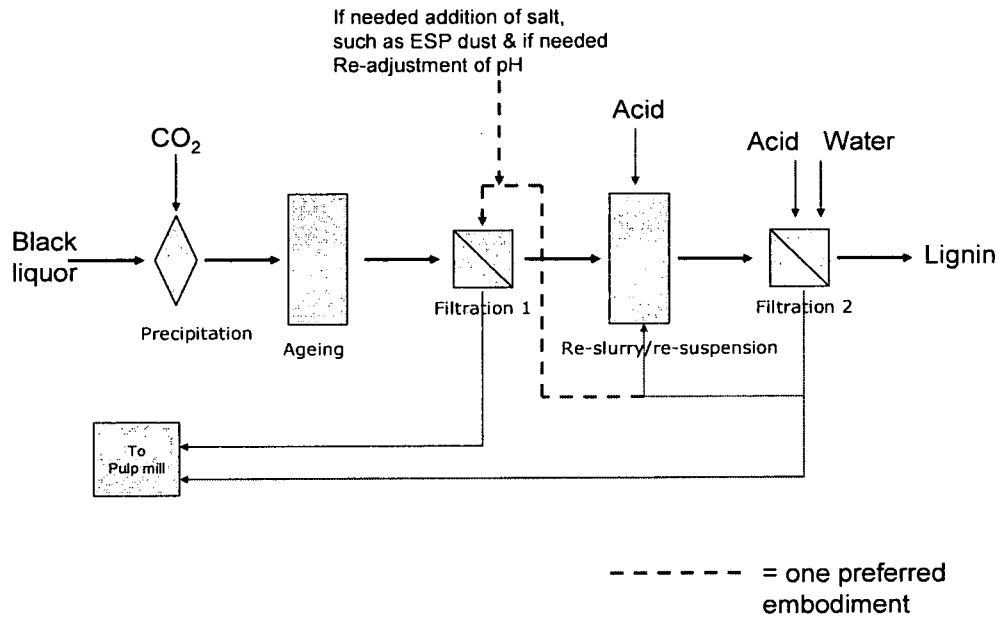 If needed addition of salt,
such as ESP dust & if needed
Re-adjustment of pH
Acid
CO2
Acid Water
Black
liquor
Lignin
Precipitation
Ageing
Filtration 1
Re-slurry/re-suspension
Filtration 2
To
Pulp mill
= one preferred
embodiment